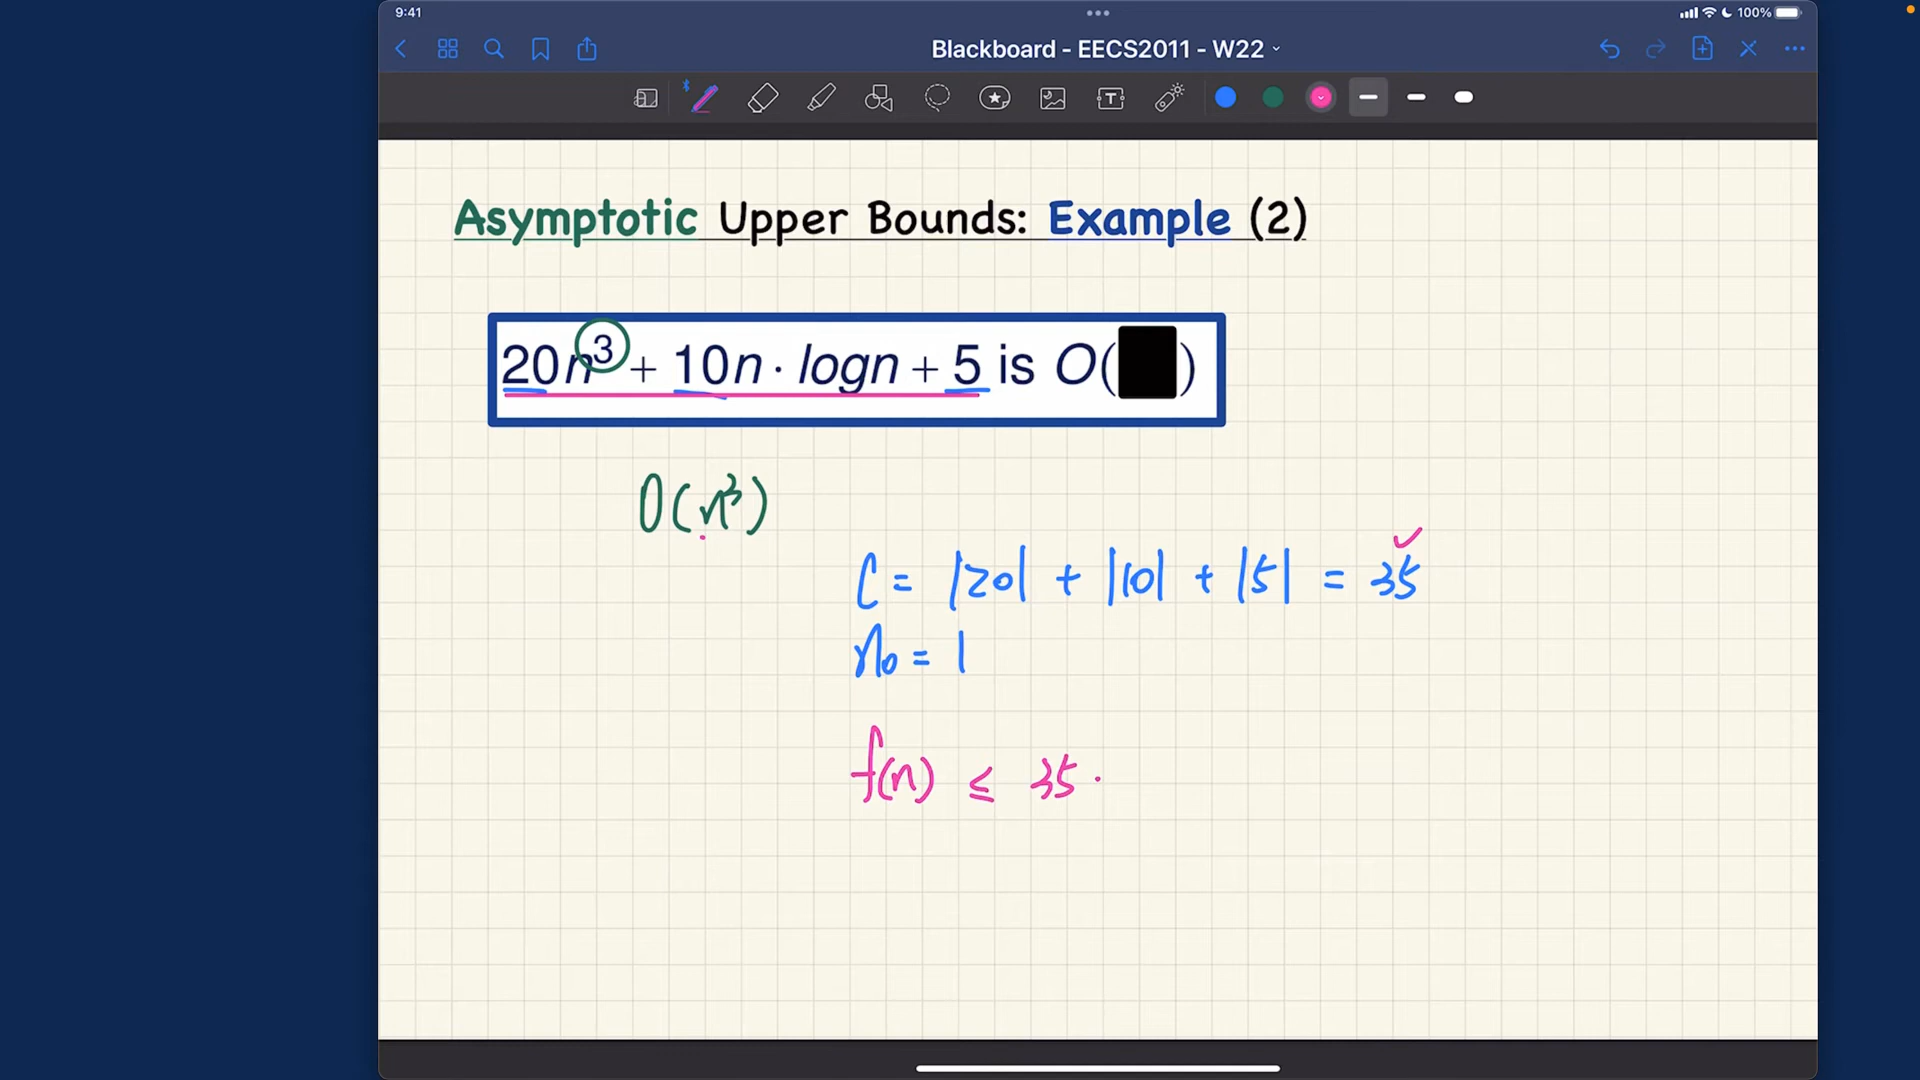 9:41
100%
Blackboard - EECS2011 - W22
Asymptotic Upper Bounds: Example (2)
20n³ + 10n · logn + 5 is O( )
O(n³)
C = |20| + |10| + |5| = 35 ✓
n₀ = 1
f(n) ≤ 35 ·